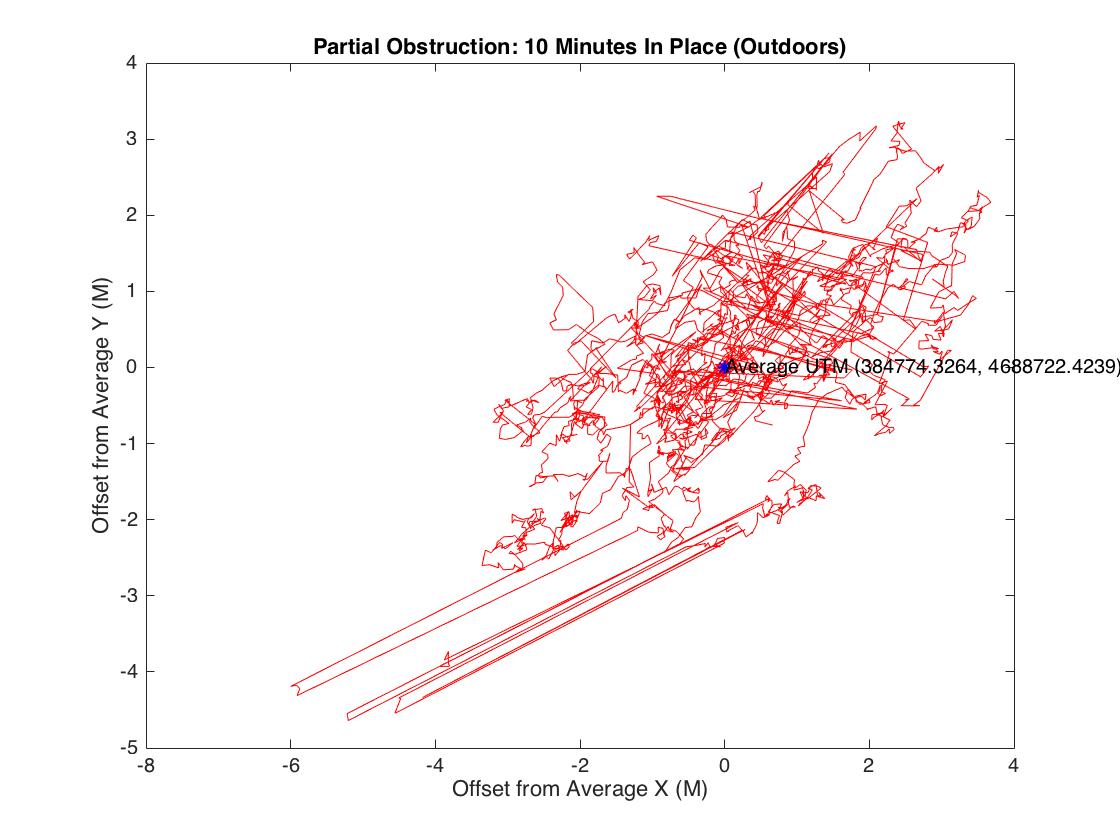 Partial Obstruction: 10 Minutes In Place (Outdoors)
4
3
2
1
0
-1
-2
-3
-4
-5
Offset from Average Y (M)
Average UTM (384774.3264, 4688722.4239)
-8 -6 -4 -2 0 2 4
Offset from Average X (M)